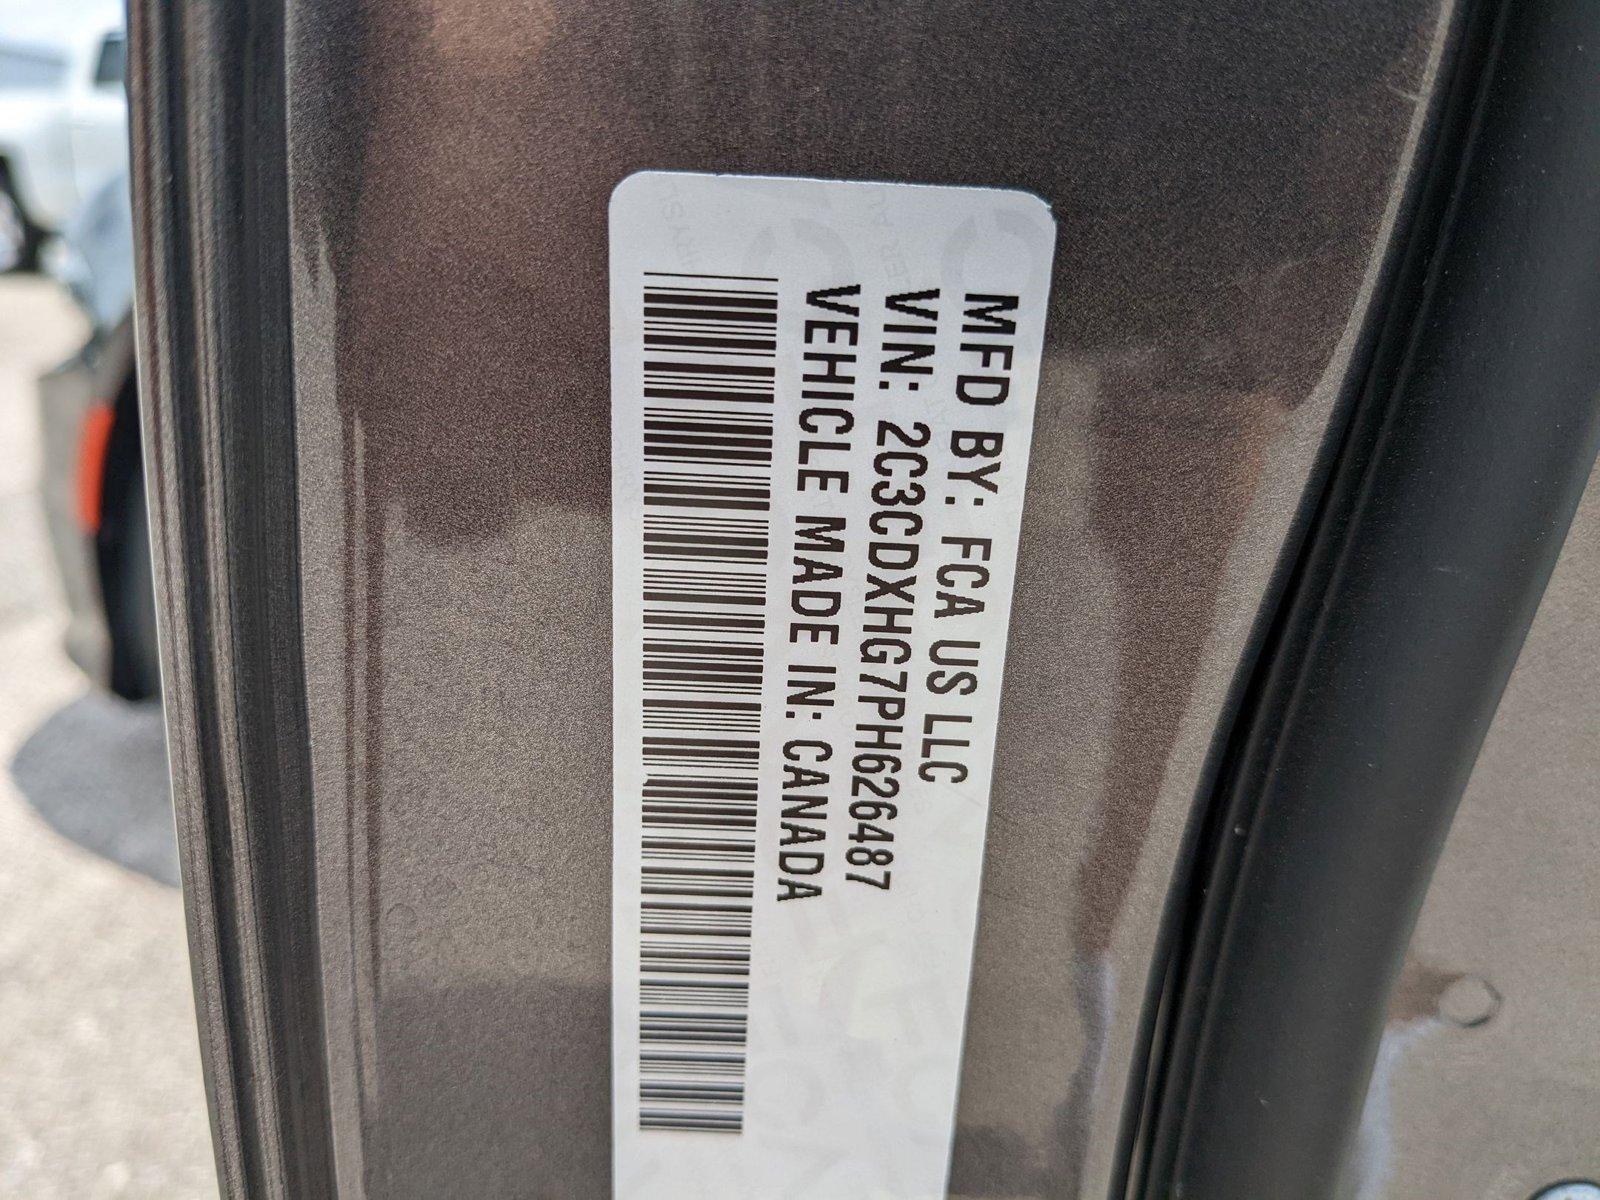 MFD BY: FCA US LLC
VIN: 2C3CDXHG7PH626487
VEHICLE MADE IN: CANADA